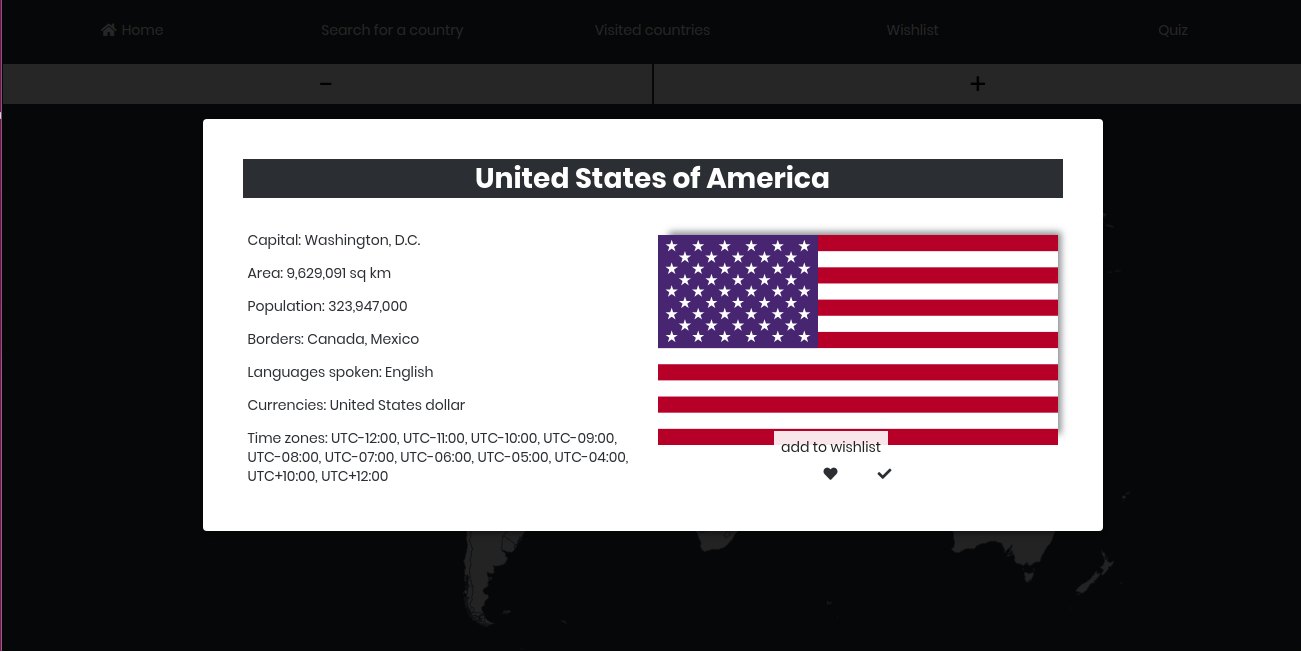 Home
Search for a country
Visited countries
Wishlist
Quiz
−
+
United States of America
Capital: Washington, D.C.
Area: 9,629,091 sq km
Population: 323,947,000
Borders: Canada, Mexico
Languages spoken: English
Currencies: United States dollar
Time zones: UTC-12:00, UTC-11:00, UTC-10:00, UTC-09:00,
UTC-08:00, UTC-07:00, UTC-06:00, UTC-05:00, UTC-04:00,
UTC+10:00, UTC+12:00
add to wishlist